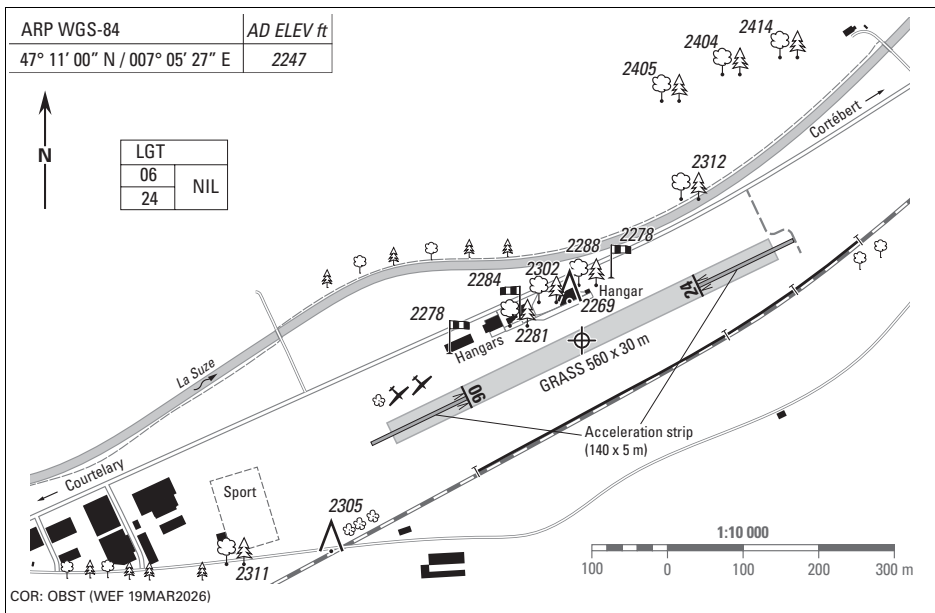 ARP WGS-84
AD ELEV ft
47° 11’ 00” N / 007° 05’ 27” E
2247
N
LGT
06
24
NIL
2414
2404
2405
Cortébert
2312
2288
2278
2302
2284
2278
2281
2269
Hangar
Hangars
24
La Suze
GRASS 560 x 30 m
06
Acceleration strip
(140 x 5 m)
Courtelary
Sport
2305
2311
1:10 000
100
0
100
200
300 m
COR: OBST (WEF 19MAR2026)